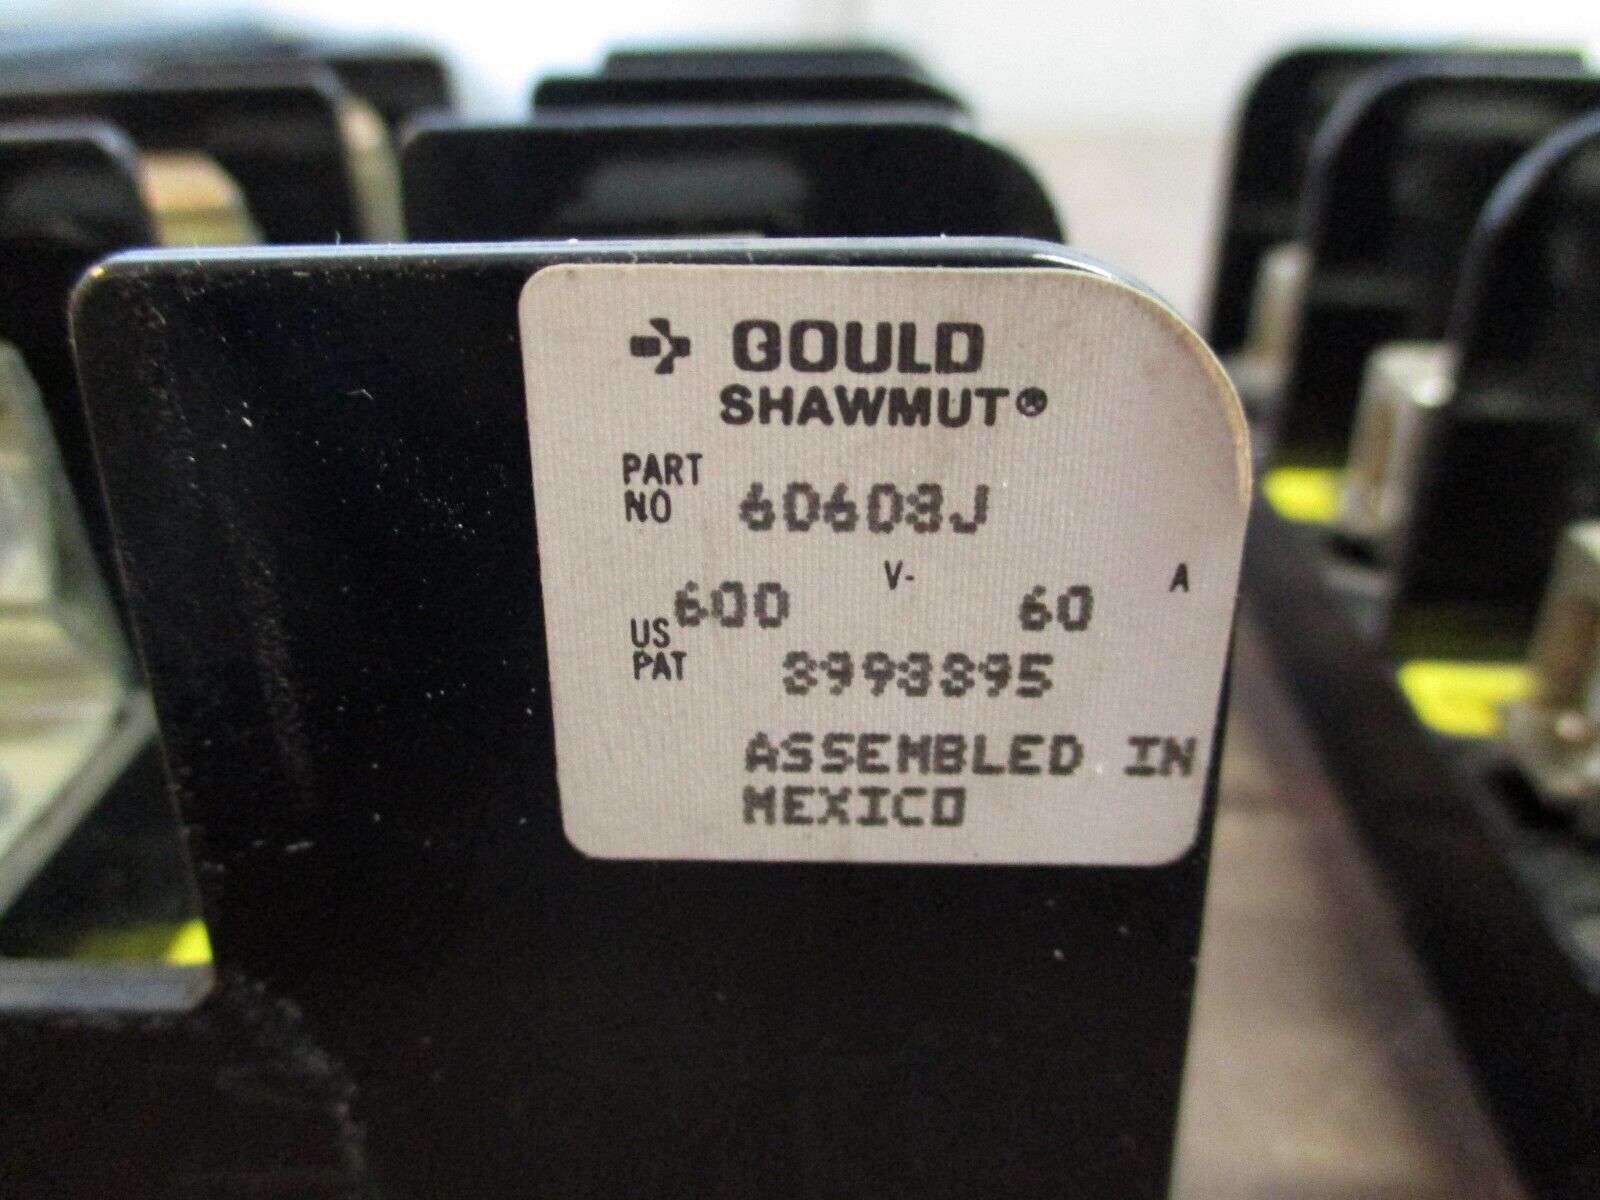 GOULD
SHAWMUT®
PART NO 60608J
600 V- 60 A
US PAT 3993395
ASSEMBLED IN
MEXICO